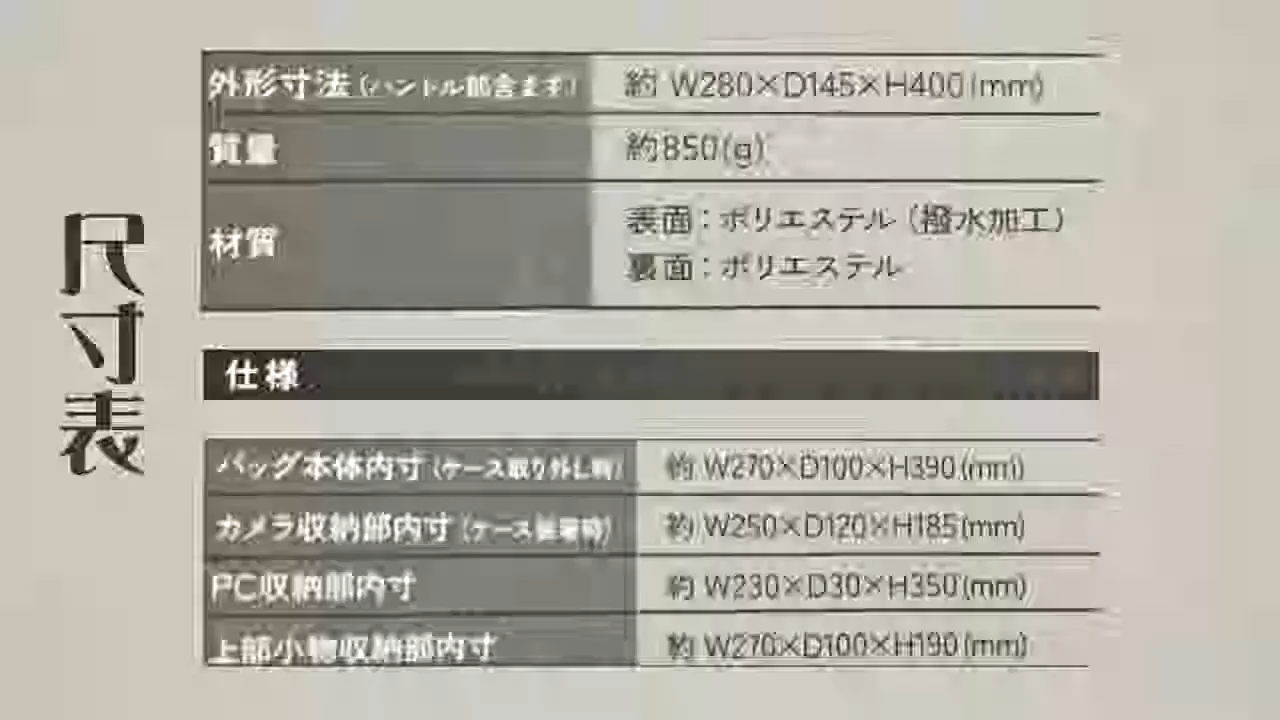 尺寸表
外形寸法（ハンドル部含まず） 約 W280×D145×H400(mm)
質量 約850(g)
材質 表面：ポリエステル（撥水加工）
裏面：ポリエステル
仕様
バッグ本体内寸（ケース取り外し時） 約 W270×D100×H390(mm)
カメラ収納部内寸（ケース装着時） 約 W250×D120×H185(mm)
PC収納部内寸 約 W230×D30×H350(mm)
上部小物収納部内寸 約 W270×D100×H190(mm)